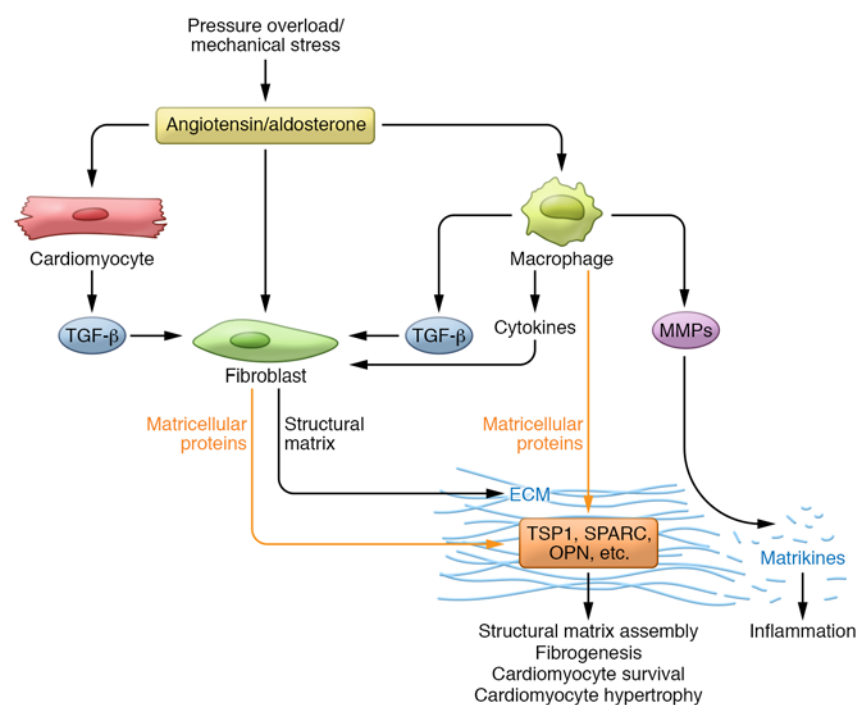 Pressure overload/
mechanical stress
Angiotensin/aldosterone
Cardiomyocyte
Macrophage
TGF-β
TGF-β
Cytokines
MMPs
Fibroblast
Matricellular
proteins
Structural
matrix
Matricellular
proteins
ECM
TSP1, SPARC,
OPN, etc.
Matrikines
Structural matrix assembly
Fibrogenesis
Cardiomyocyte survival
Cardiomyocyte hypertrophy
Inflammation